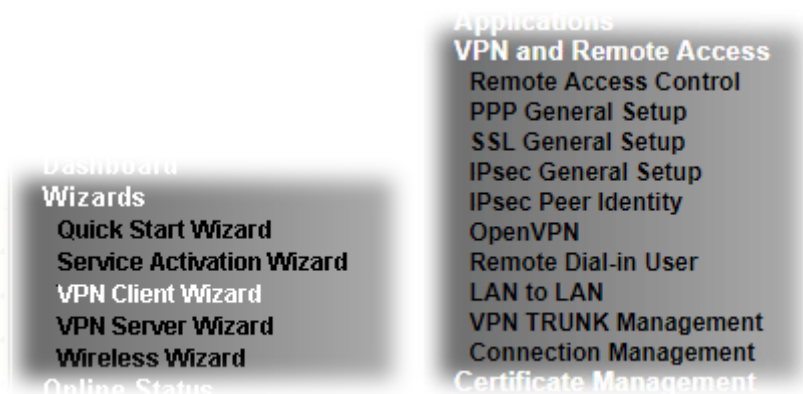 Dashboard
Wizards
Quick Start Wizard
Service Activation Wizard
VPN Client Wizard
VPN Server Wizard
Wireless Wizard
Online Status
Applications
VPN and Remote Access
Remote Access Control
PPP General Setup
SSL General Setup
IPsec General Setup
IPsec Peer Identity
OpenVPN
Remote Dial-in User
LAN to LAN
VPN TRUNK Management
Connection Management
Certificate Management